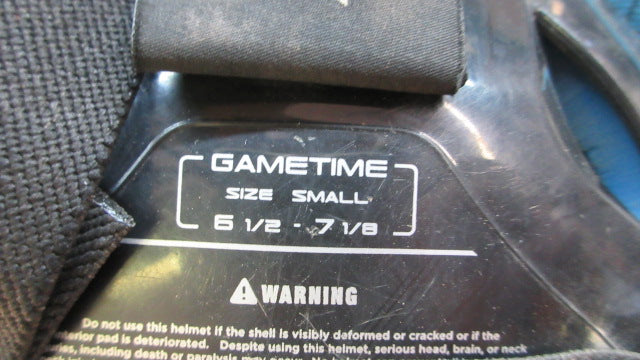 GAMETIME
SIZE SMALL
6 1/2 - 7 1/8
WARNING
Do not use this helmet if the shell is visibly deformed or cracked or if the
pad is deteriorated. Despite using this helmet, serious head, brain, or neck
including death or paralysis may